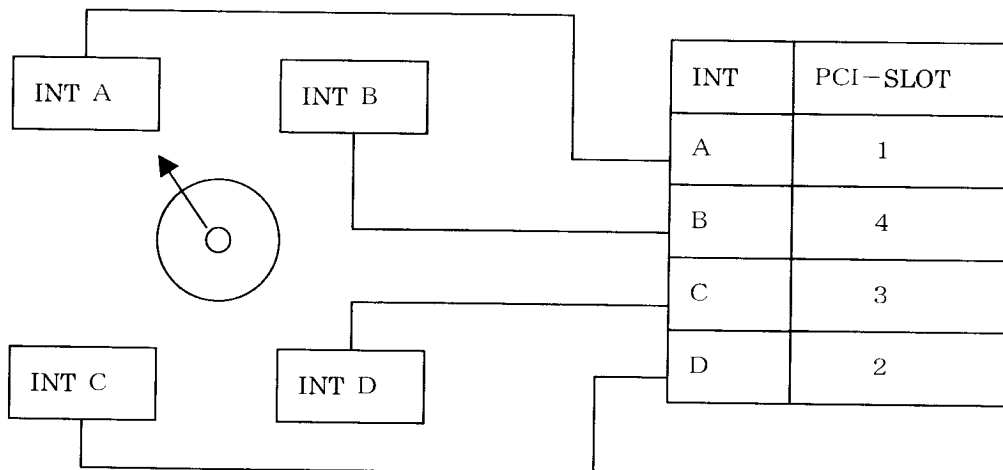 INT A
INT B
INT C
INT D
INT PCI-SLOT
A 1
B 4
C 3
D 2